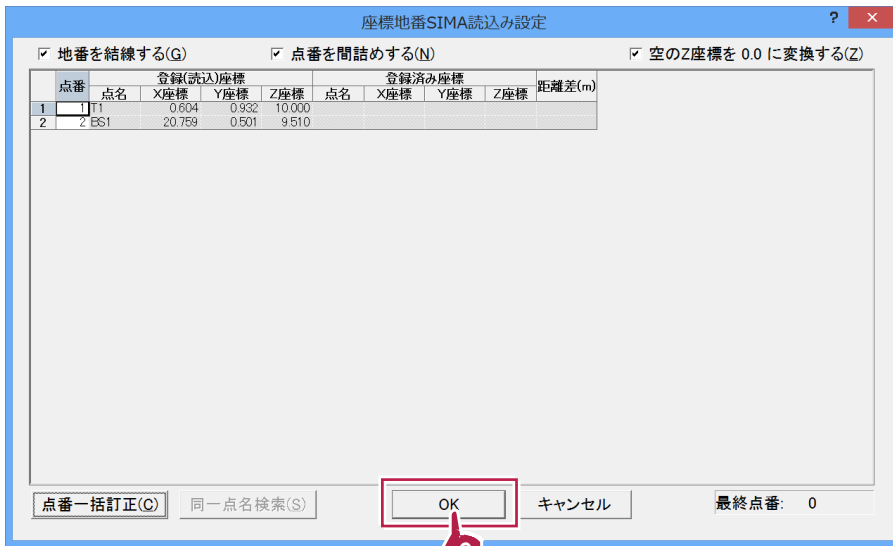 座標地番SIMA読込み設定 ? ×
地番を結線する(G) 点番を間詰めする(N) 空のZ座標を 0.0 に変換する(Z)
点番 登録(読込)座標 登録済み座標 距離差(m)
点名 X座標 Y座標 Z座標 点名 X座標 Y座標 Z座標
1 1 T1 0.604 0.932 10.000
2 2 BS1 20.759 0.501 9.510
点番一括訂正(C) 同一点名検索(S) OK キャンセル 最終点番: 0